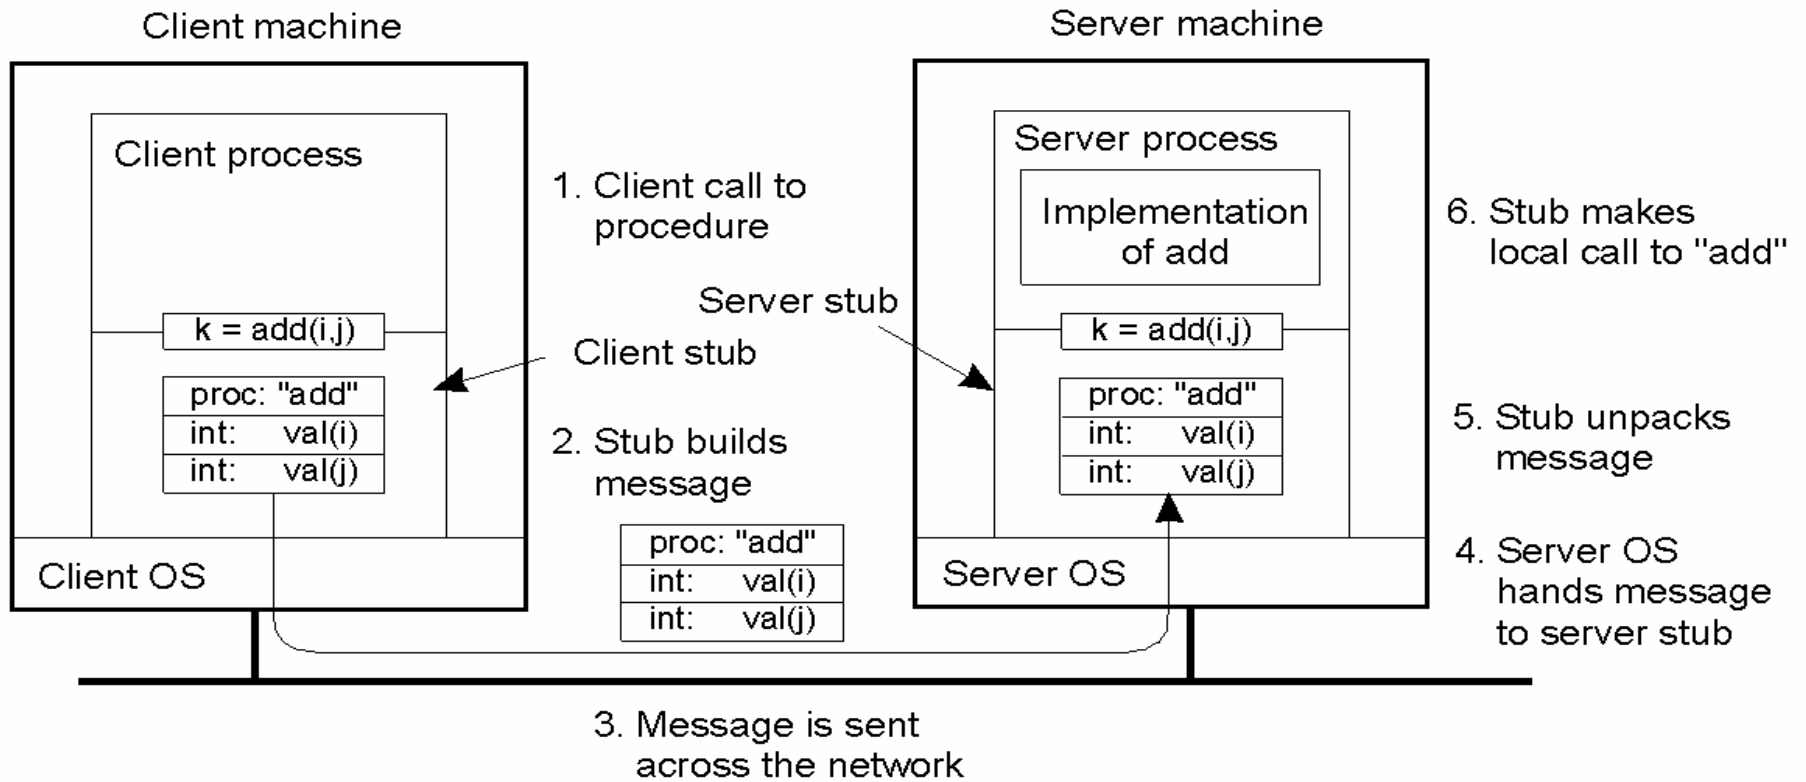 Client machine
Client process
k = add(i,j)
proc: "add"
int: val(i)
int: val(j)
Client OS
1. Client call to
procedure
Server stub
Client stub
2. Stub builds
message
proc: "add"
int: val(i)
int: val(j)
3. Message is sent
across the network
Server machine
Server process
Implementation
of add
k = add(i,j)
proc: "add"
int: val(i)
int: val(j)
Server OS
6. Stub makes
local call to "add"
5. Stub unpacks
message
4. Server OS
hands message
to server stub